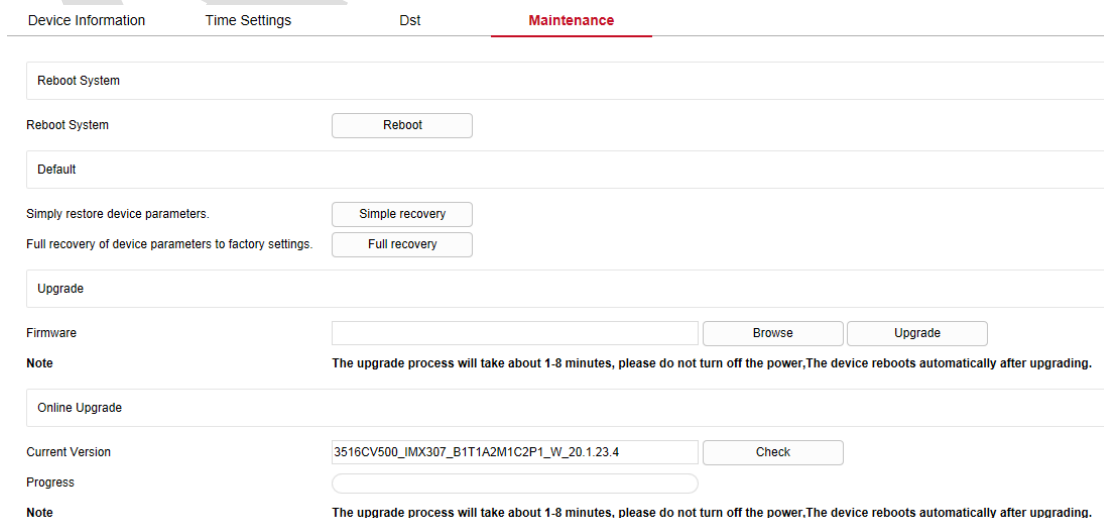 Device Information Time Settings Dst Maintenance
Reboot System
Reboot System Reboot
Default
Simply restore device parameters. Simple recovery
Full recovery of device parameters to factory settings. Full recovery
Upgrade
Firmware Browse Upgrade
Note The upgrade process will take about 1-8 minutes, please do not turn off the power,The device reboots automatically after upgrading.
Online Upgrade
Current Version 3516CV500_IMX307_B1T1A2M1C2P1_W_20.1.23.4 Check
Progress
Note The upgrade process will take about 1-8 minutes, please do not turn off the power,The device reboots automatically after upgrading.